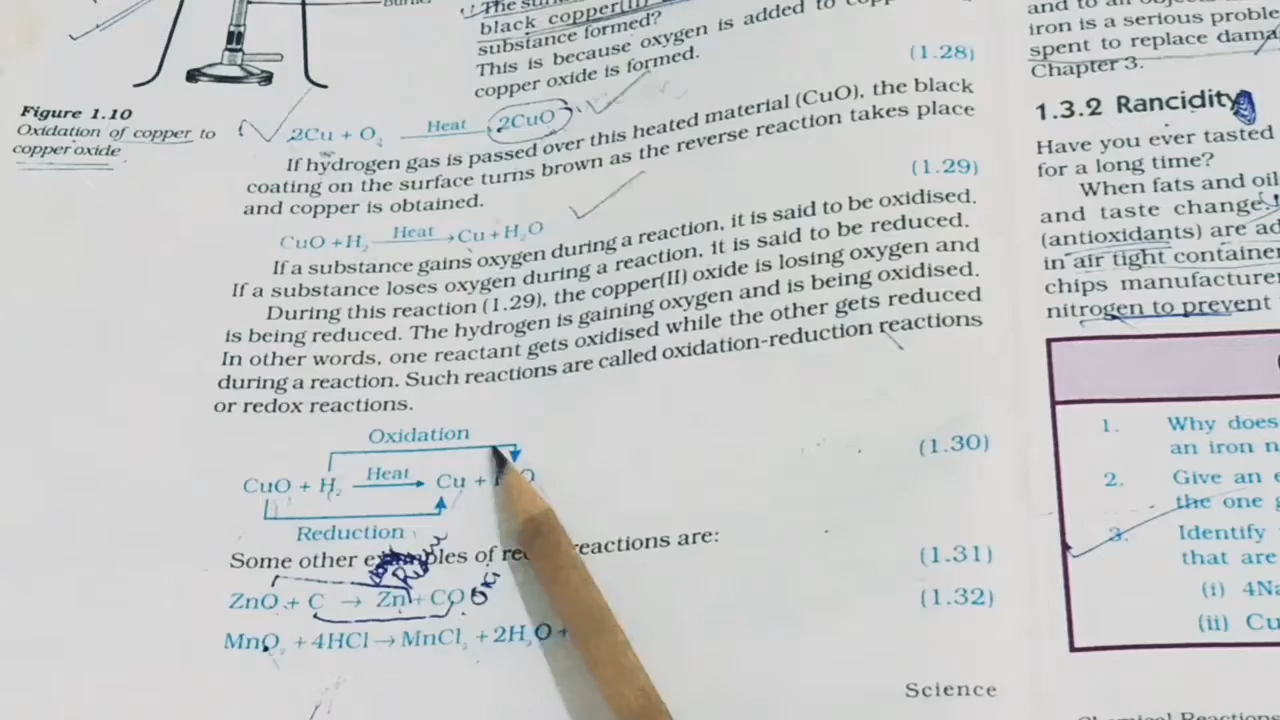 Burner
The
black copper(II)
substance formed?
This is because oxygen is added to
copper oxide is formed.
(1.28)
Figure 1.10
Oxidation of copper to
copper oxide
2Cu + O₂ Heat 2CuO
If hydrogen gas is passed over this heated material (CuO), the black
coating on the surface turns brown as the reverse reaction takes place
and copper is obtained.
(1.29)
CuO + H₂ Heat → Cu + H₂O
If a substance gains oxygen during a reaction, it is said to be oxidised.
If a substance loses oxygen during a reaction, it is said to be reduced.
During this reaction (1.29), the copper(II) oxide is losing oxygen and
is being reduced. The hydrogen is gaining oxygen and is being oxidised.
In other words, one reactant gets oxidised while the other gets reduced
during a reaction. Such reactions are called oxidation-reduction reactions
or redox reactions.
Oxidation
(1.30)
CuO + H₂ Heat → Cu +
Reduction
Some other examples of reactions are:
(1.31)
ZnO + C → Zn + CO
(1.32)
MnO₂ + 4HCl → MnCl₂ + 2H₂O +
Science
and to
iron is a serious
spent to replace
Chapter 3.
1.3.2 Rancidity
Have you ever tasted
for a long time?
When fats and oil
and taste change.
(antioxidants) are
in air tight
chips
nitrogen to prevent
1. Why does
an iron
2. Give an
the one
3. Identify
that are
(i)
(ii) Cu
Chemical